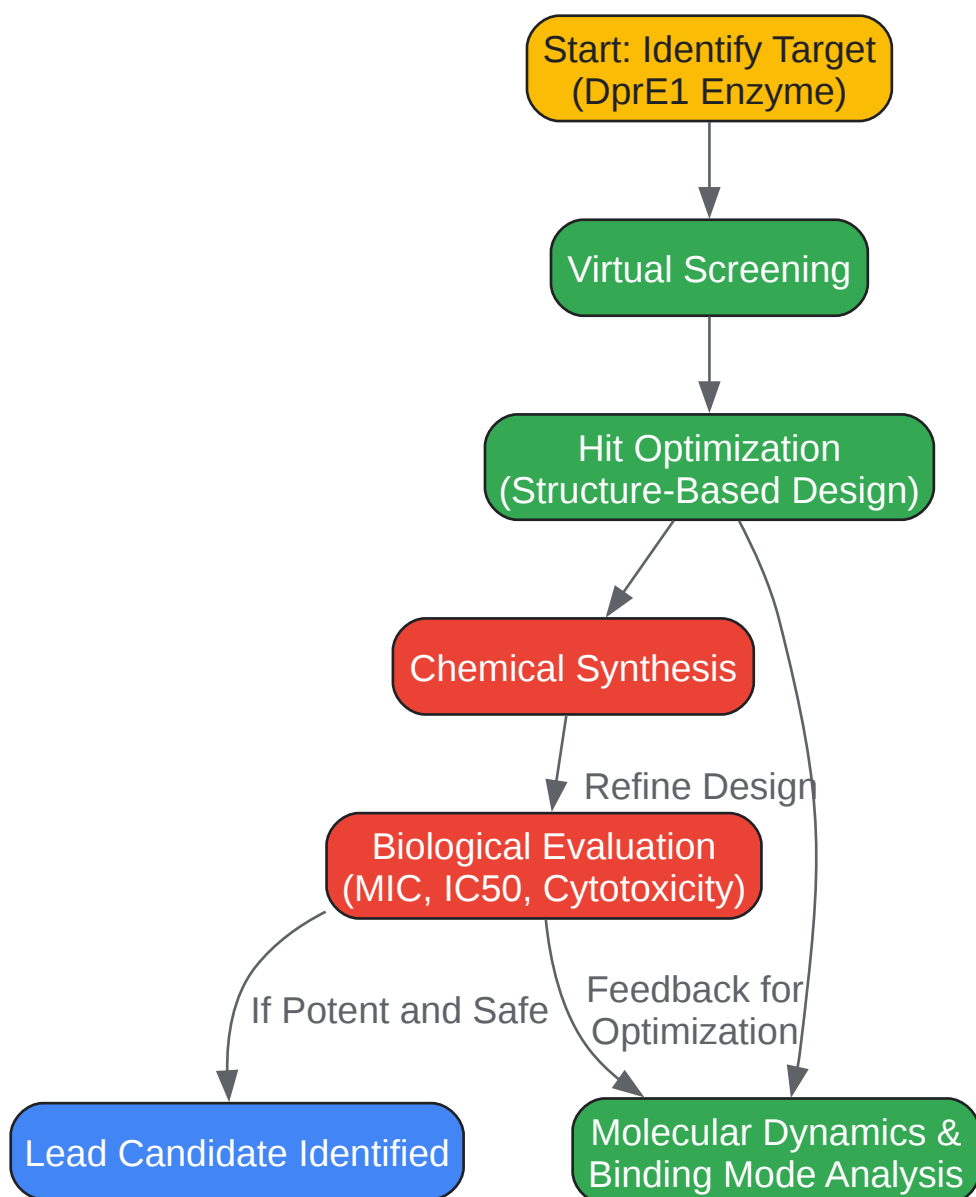 Start: Identify Target
(DprE1 Enzyme)
Virtual Screening
Hit Optimization
(Structure-Based Design)
Chemical Synthesis
Refine Design
Biological Evaluation
(MIC, IC50, Cytotoxicity)
If Potent and Safe
Feedback for
Optimization
Lead Candidate Identified
Molecular Dynamics &
Binding Mode Analysis